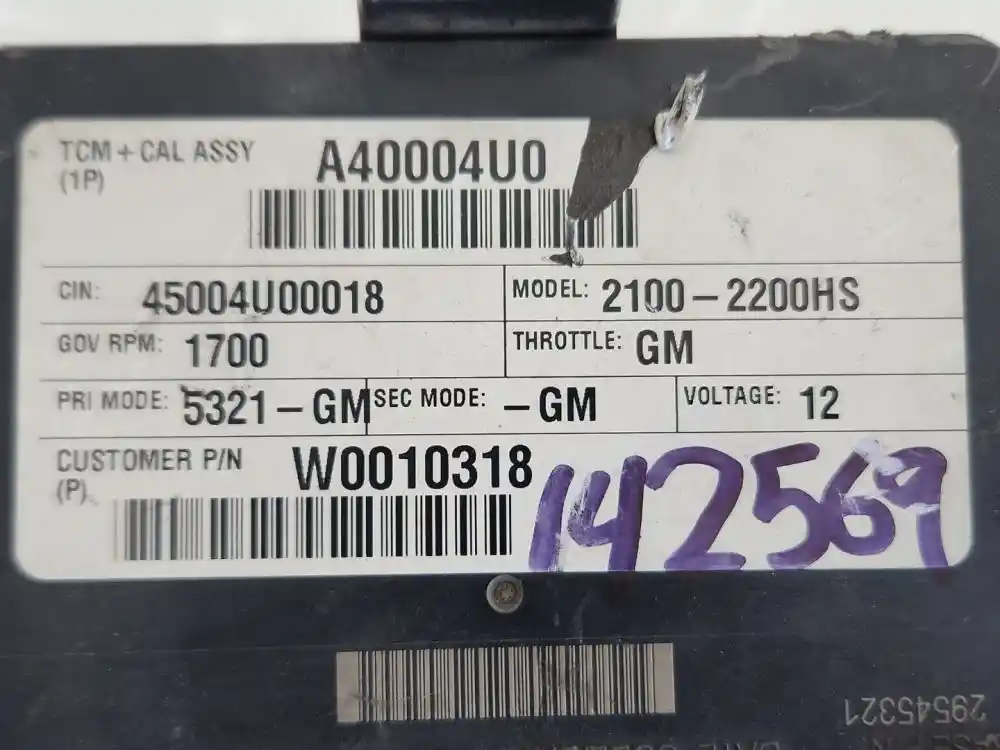 TCM + CAL ASSY A40004U0
(1P)
CIN: 45004U00018 MODEL: 2100-2200HS
GOV RPM: 1700 THROTTLE: GM
PRI MODE: 5321-GM SEC MODE: -GM VOLTAGE: 12
CUSTOMER P/N W0010318
(P)
142569
29545321